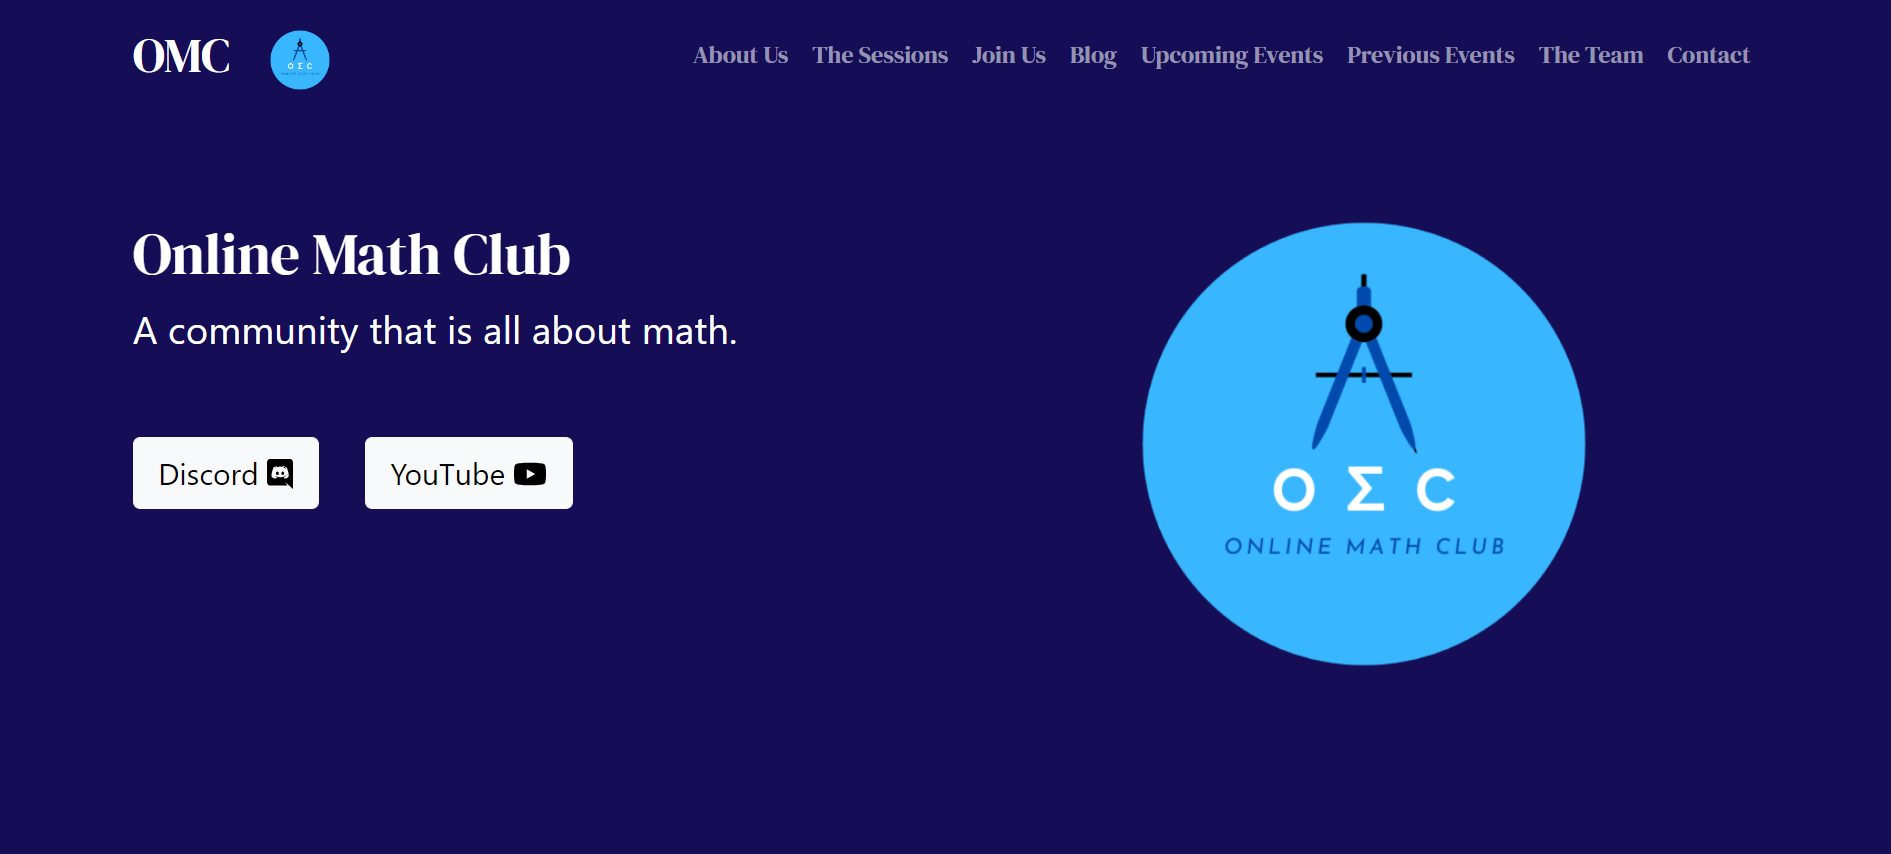 OMC
About Us The Sessions Join Us Blog Upcoming Events Previous Events The Team Contact
Online Math Club
A community that is all about math.
Discord
YouTube
O Σ C
ONLINE MATH CLUB